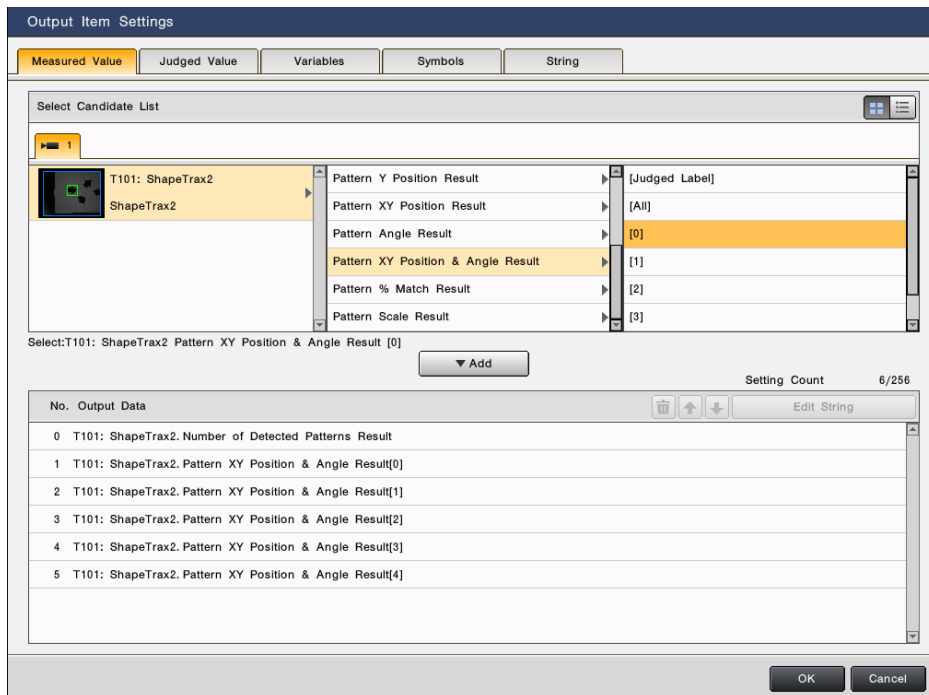 Output Item Settings
Measured Value Judged Value Variables Symbols String
Select Candidate List
1
T101: ShapeTrax2
ShapeTrax2
Pattern Y Position Result
Pattern XY Position Result
Pattern Angle Result
Pattern XY Position & Angle Result
Pattern % Match Result
Pattern Scale Result
[Judged Label]
[All]
[0]
[1]
[2]
[3]
Select:T101: ShapeTrax2 Pattern XY Position & Angle Result [0]
▼ Add
Setting Count 6/256
No. Output Data Edit String
0 T101: ShapeTrax2. Number of Detected Patterns Result
1 T101: ShapeTrax2. Pattern XY Position & Angle Result[0]
2 T101: ShapeTrax2. Pattern XY Position & Angle Result[1]
3 T101: ShapeTrax2. Pattern XY Position & Angle Result[2]
4 T101: ShapeTrax2. Pattern XY Position & Angle Result[3]
5 T101: ShapeTrax2. Pattern XY Position & Angle Result[4]
OK Cancel